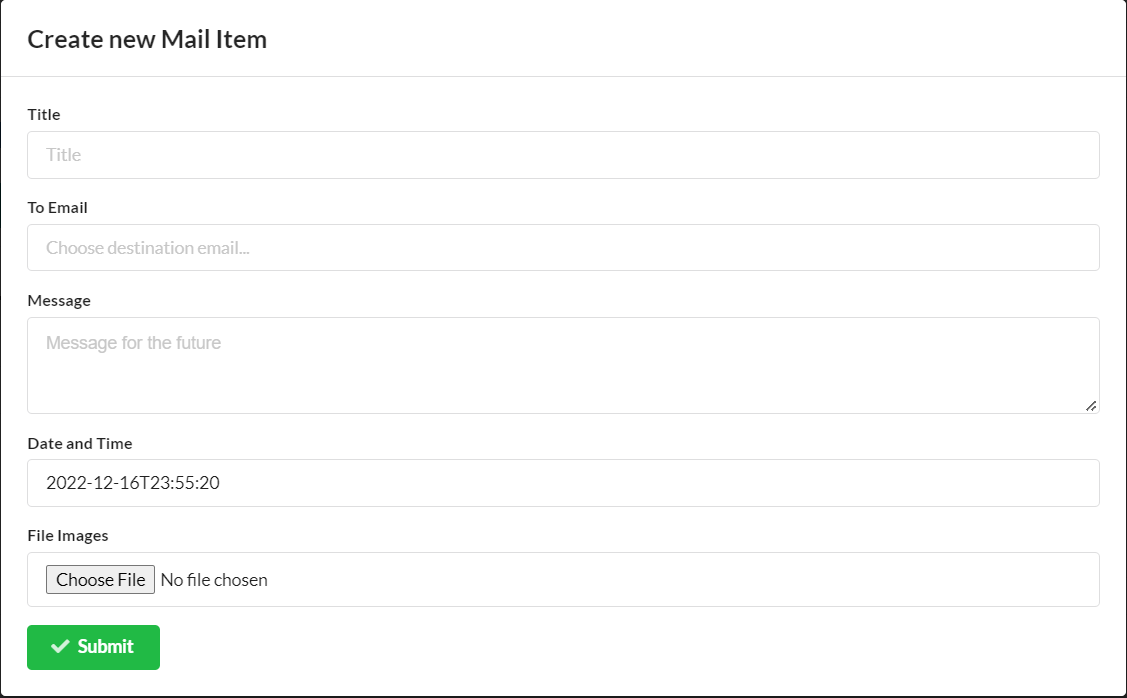 Create new Mail Item
Title
Title
To Email
Choose destination email...
Message
Message for the future
Date and Time
2022-12-16T23:55:20
File Images
Choose File No file chosen
Submit